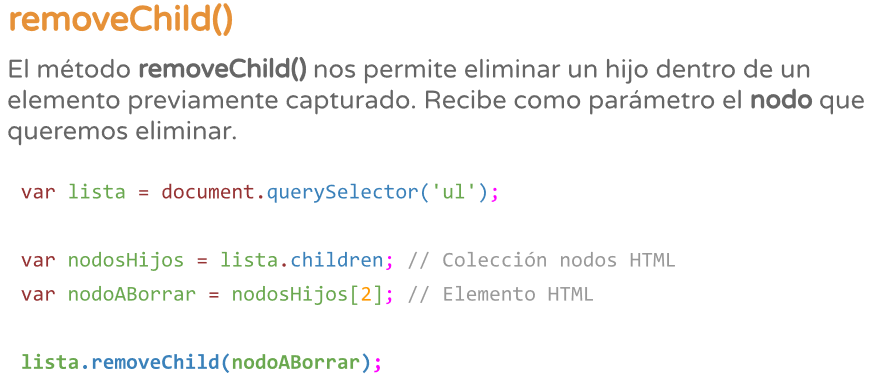 removeChild()
El método removeChild() nos permite eliminar un hijo dentro de un
elemento previamente capturado. Recibe como parámetro el nodo que
queremos eliminar.
var lista = document.querySelector('ul');
var nodosHijos = lista.children; // Colección nodos HTML
var nodoABorrar = nodosHijos[2]; // Elemento HTML
lista.removeChild(nodoABorrar);